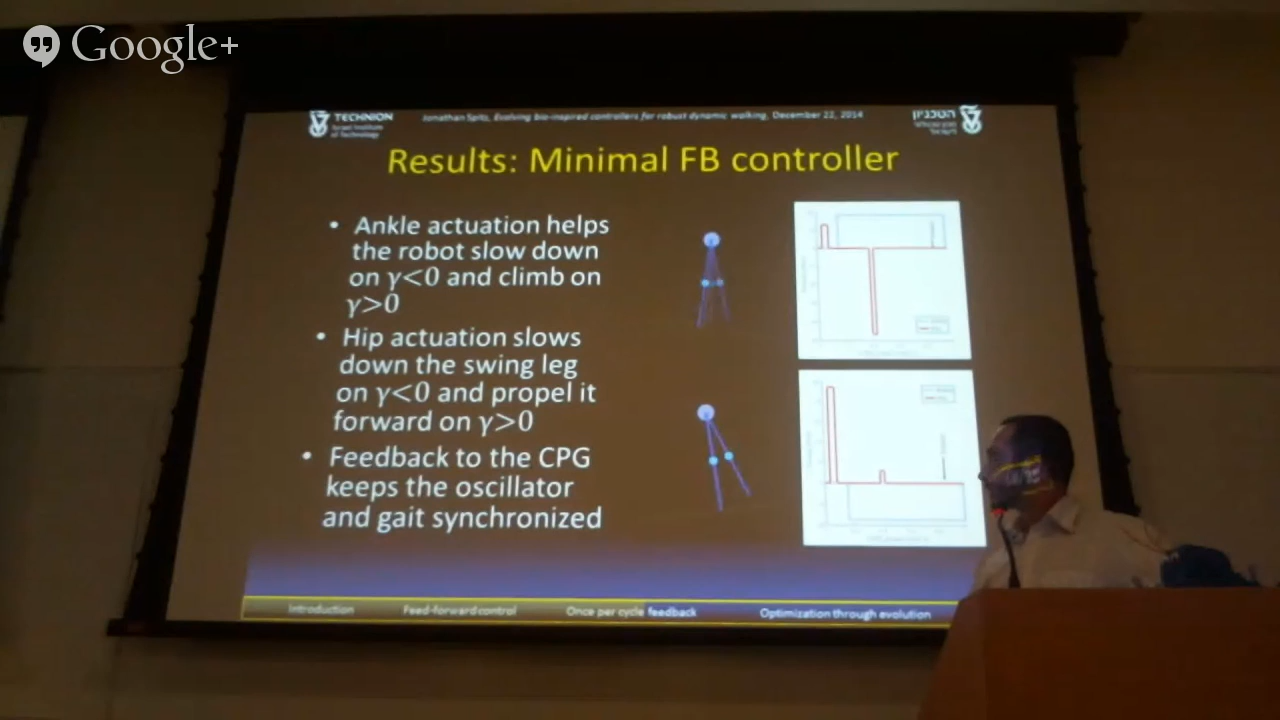 Google+
TECHNION
Israel Institute
of Technology
Jonathan Spitz, Evolving bio-inspired controllers for robust dynamic walking, December 22, 2014
הטכניון
Results: Minimal FB controller
• Ankle actuation helps
the robot slow down
on γ<0 and climb on
γ>0
• Hip actuation slows
down the swing leg
on γ<0 and propel it
forward on γ>0
• Feedback to the CPG
keeps the oscillator
and gait synchronized
Introduction
Feed-forward control
Once per cycle feedback
Optimization through evolution